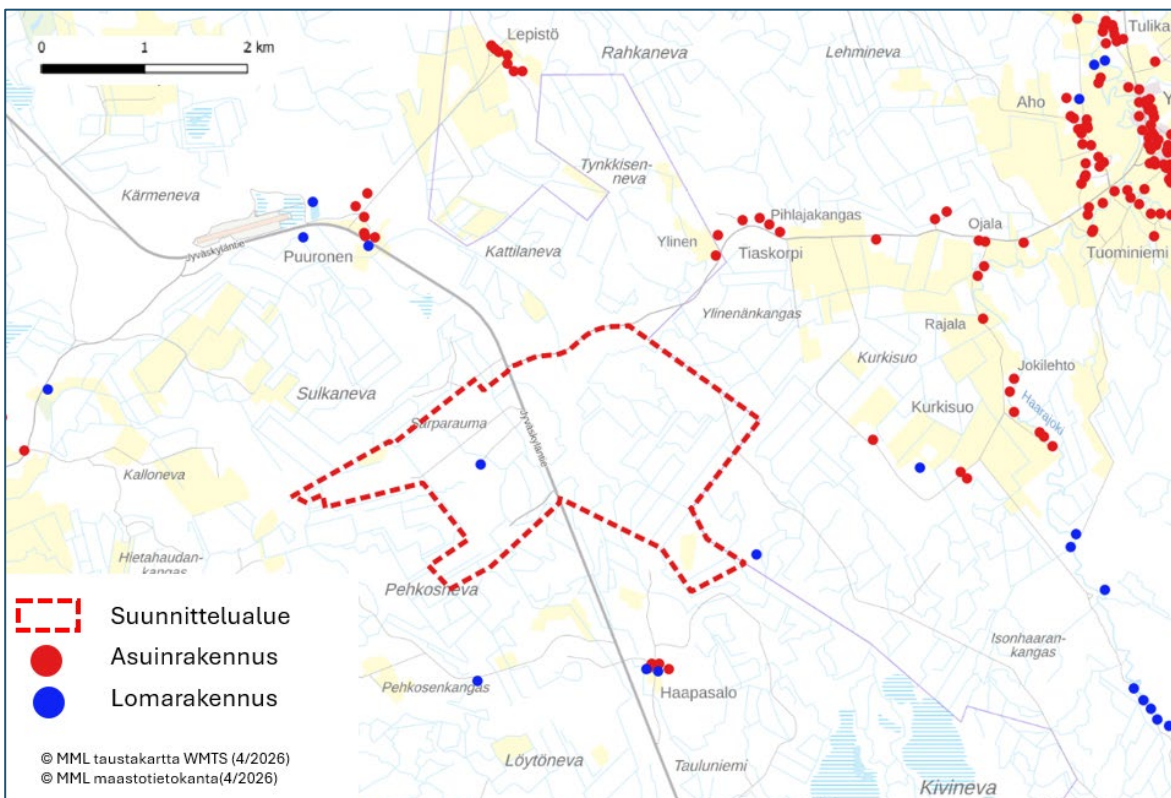 0 1 2 km
Lepistö
Rahkaneva
Lehmineva
Tulika
Aho
Y
Tynkkisen-
neva
Kärmeneva
Pihlajakangas
Ojala
Jyväskyläntie
Puuronen
Kattilaneva
Ylinen
Tiaskorpi
Tuominiemi
Ylinenänkangas
Rajala
Kurkisuo
Jokilehto
Sulkaneva
Haarajoki
Kurkisuo
Sarparauma
Jyväskyläntie
Kalloneva
Hietahaudan-
kangas
Pehkosneva
Suunnittelualue
Asuinrakennus
Lomarakennus
Isonhaaran-
kangas
Pehkosenkangas
Haapasalo
Löytöneva
Tauluniemi
Kivineva
© MML taustakartta WMTS (4/2026)
© MML maastotietokanta(4/2026)